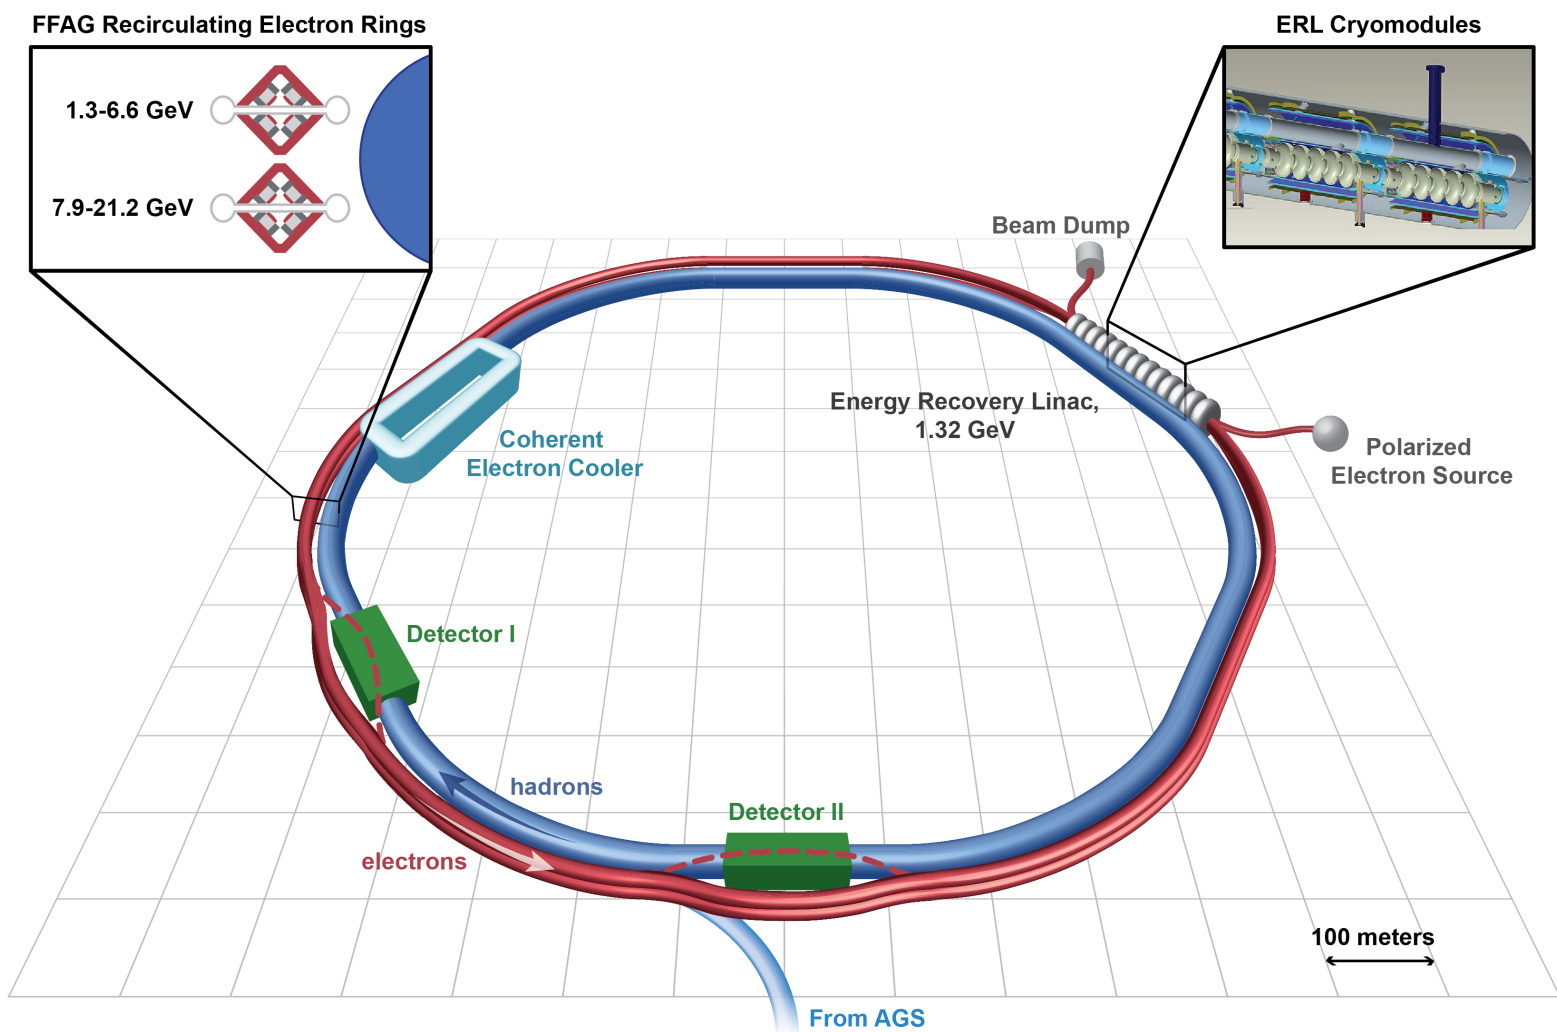 FFAG Recirculating Electron Rings
1.3-6.6 GeV
7.9-21.2 GeV
ERL Cryomodules
Beam Dump
Energy Recovery Linac,
1.32 GeV
Polarized
Electron Source
Coherent
Electron Cooler
Detector I
hadrons
Detector II
electrons
100 meters
From AGS